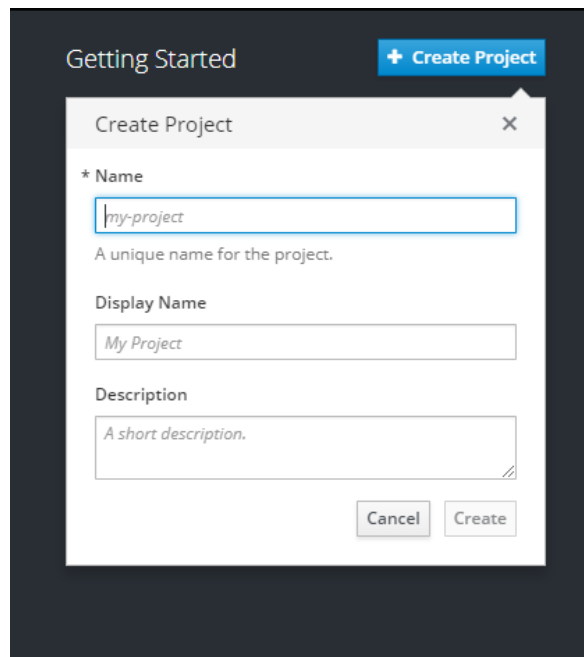 Getting Started
+ Create Project
Create Project
×
* Name
my-project
A unique name for the project.
Display Name
My Project
Description
A short description.
Cancel
Create